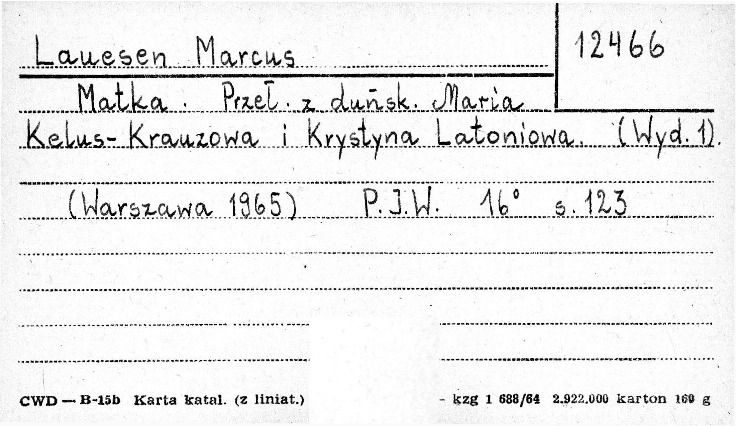 Lauesen Marcus
12466
Matka. Przeł. z duńsk. Maria
Kelus-Krauzowa i Krystyna Latoniowa. (Wyd. 1).
(Warszawa 1965) P.I.W. 16° s. 123
CWD — B-15b Karta katal. (z liniat.) - kzg 1 688/64 2.922.000 karton 160 g